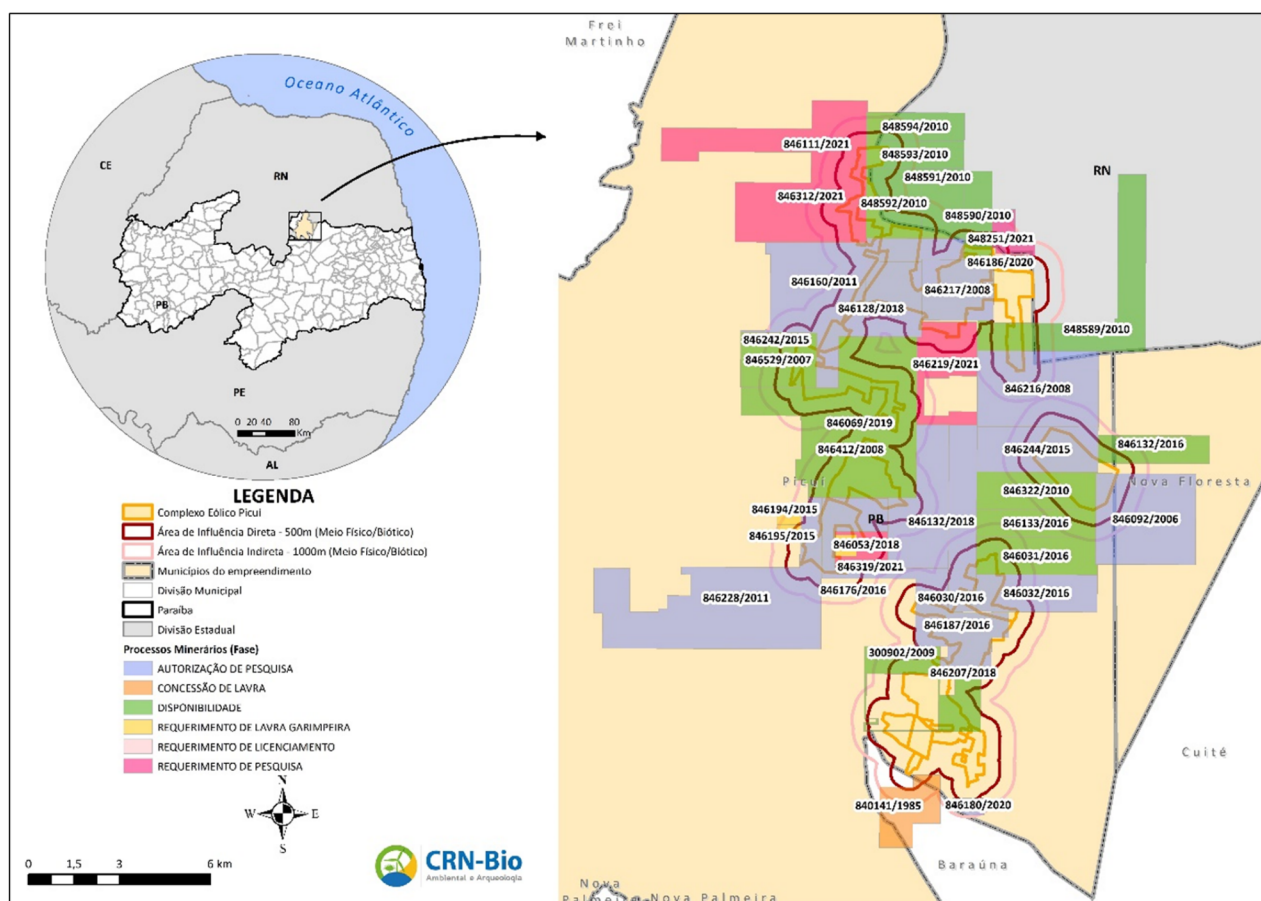 Oceano Atlântico
CE
RN
PB
PE
AL
0 20 40 80
Km
LEGENDA
Complexo Eólico Picuí
Área de Influência Direta - 500m (Meio Físico/Biótico)
Área de Influência Indireta - 1000m (Meio Físico/Biótico)
Municípios do empreendimento
Divisão Municipal
Paraíba
Divisão Estadual
Processos Minerários (Fase)
AUTORIZAÇÃO DE PESQUISA
CONCESSÃO DE LAVRA
DISPONIBILIDADE
REQUERIMENTO DE LAVRA GARIMPEIRA
REQUERIMENTO DE LICENCIAMENTO
REQUERIMENTO DE PESQUISA
N
W E
S
0 1,5 3 6 km
CRN-Bio
Ambiental e Arqueologia
Frei
Martinho
848594/2010
846111/2021
848593/2010
848591/2010
RN
846312/2021
848592/2010
848590/2010
848251/2021
846186/2020
846160/2011
846217/2008
846128/2018
848589/2010
846242/2015
846529/2007
846219/2021
846216/2008
846069/2019
846412/2008
846244/2015
846132/2016
Picuí
Nova Floresta
846322/2010
846194/2015
PB
846132/2018
846133/2016
846092/2006
846195/2015
846053/2018
846031/2016
846319/2021
846228/2011
846176/2016
846030/2016
846032/2016
846187/2016
300902/2009
846207/2018
Cuité
840141/1985
846180/2020
Baraúna
Nova
Palmeira
Nova Palmeira